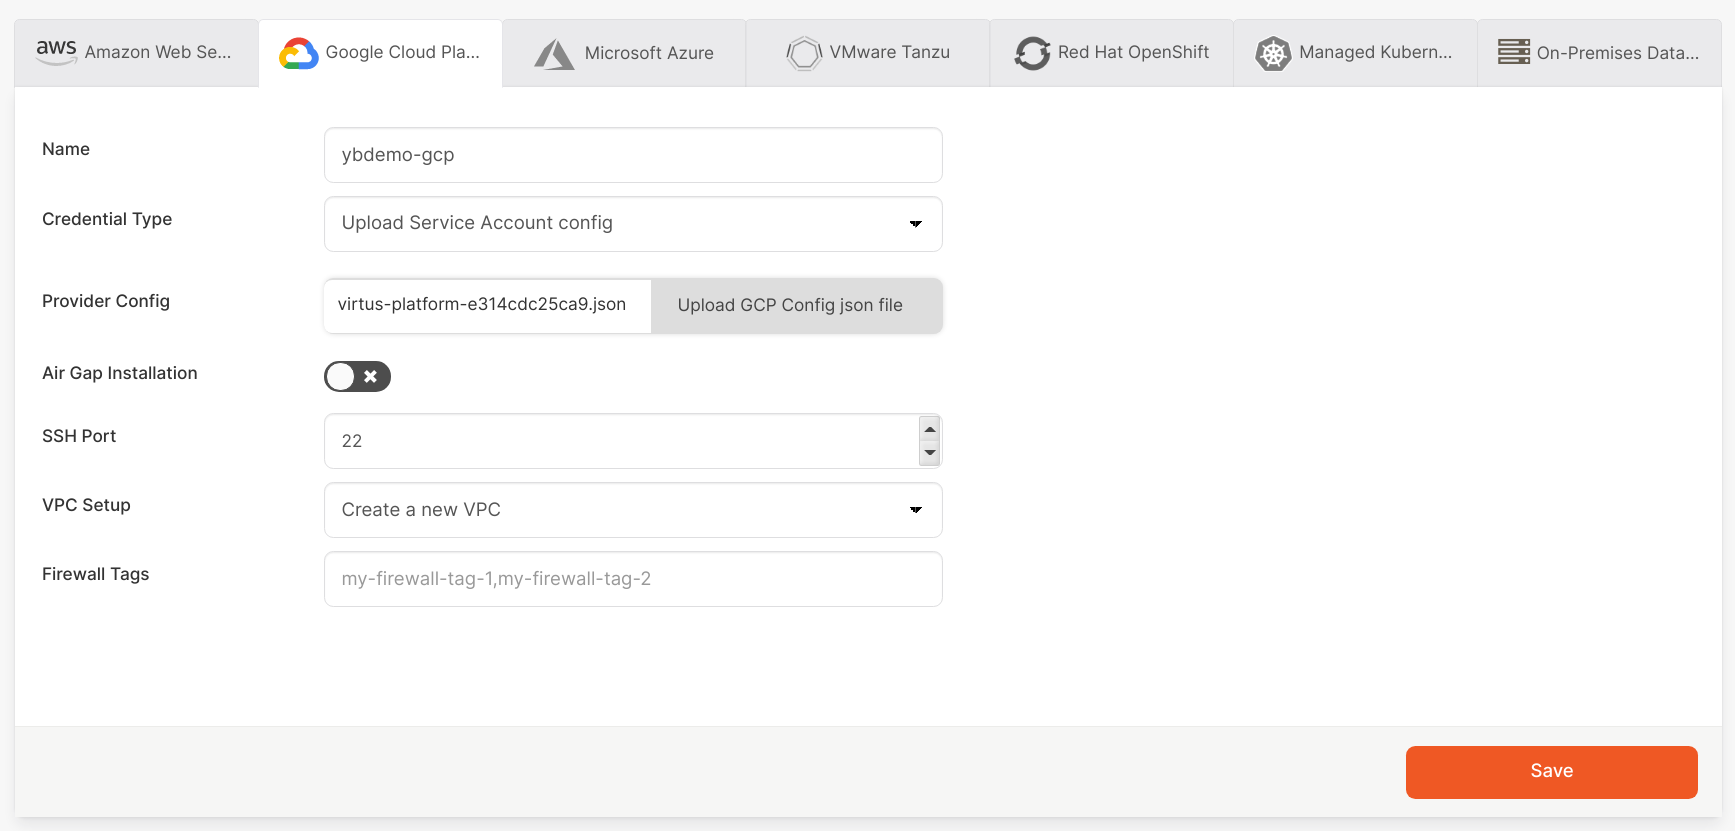 aws Amazon Web Se...
Google Cloud Pla...
Microsoft Azure
VMware Tanzu
Red Hat OpenShift
Managed Kubern...
On-Premises Data...
Name
ybdemo-gcp
Credential Type
Upload Service Account config
Provider Config
virtus-platform-e314cdc25ca9.json
Upload GCP Config json file
Air Gap Installation
SSH Port
22
VPC Setup
Create a new VPC
Firewall Tags
my-firewall-tag-1,my-firewall-tag-2
Save